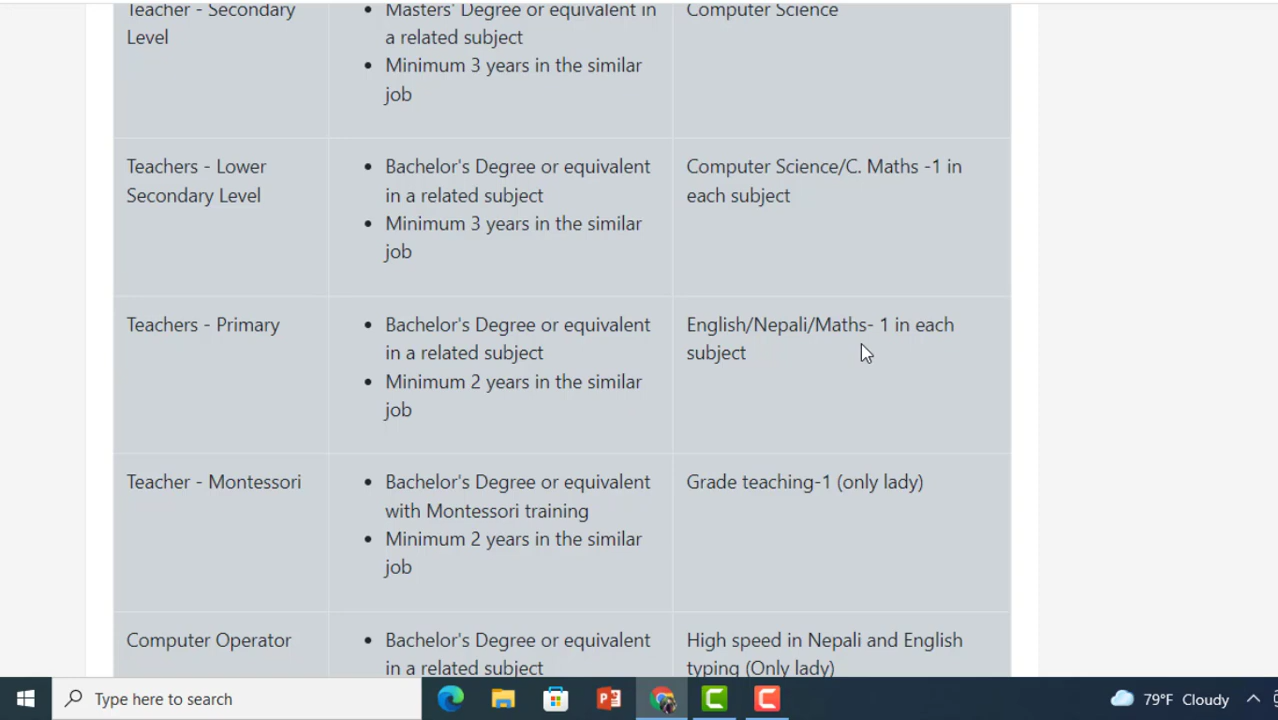 Teacher - Secondary
Level
• Masters' Degree or equivalent in
a related subject
• Minimum 3 years in the similar
job
Computer Science
Teachers - Lower
Secondary Level
• Bachelor's Degree or equivalent
in a related subject
• Minimum 3 years in the similar
job
Computer Science/C. Maths -1 in
each subject
Teachers - Primary
• Bachelor's Degree or equivalent
in a related subject
• Minimum 2 years in the similar
job
English/Nepali/Maths- 1 in each
subject
Teacher - Montessori
• Bachelor's Degree or equivalent
with Montessori training
• Minimum 2 years in the similar
job
Grade teaching-1 (only lady)
Computer Operator
• Bachelor's Degree or equivalent
in a related subject
High speed in Nepali and English
typing (Only lady)
Type here to search
79°F Cloudy